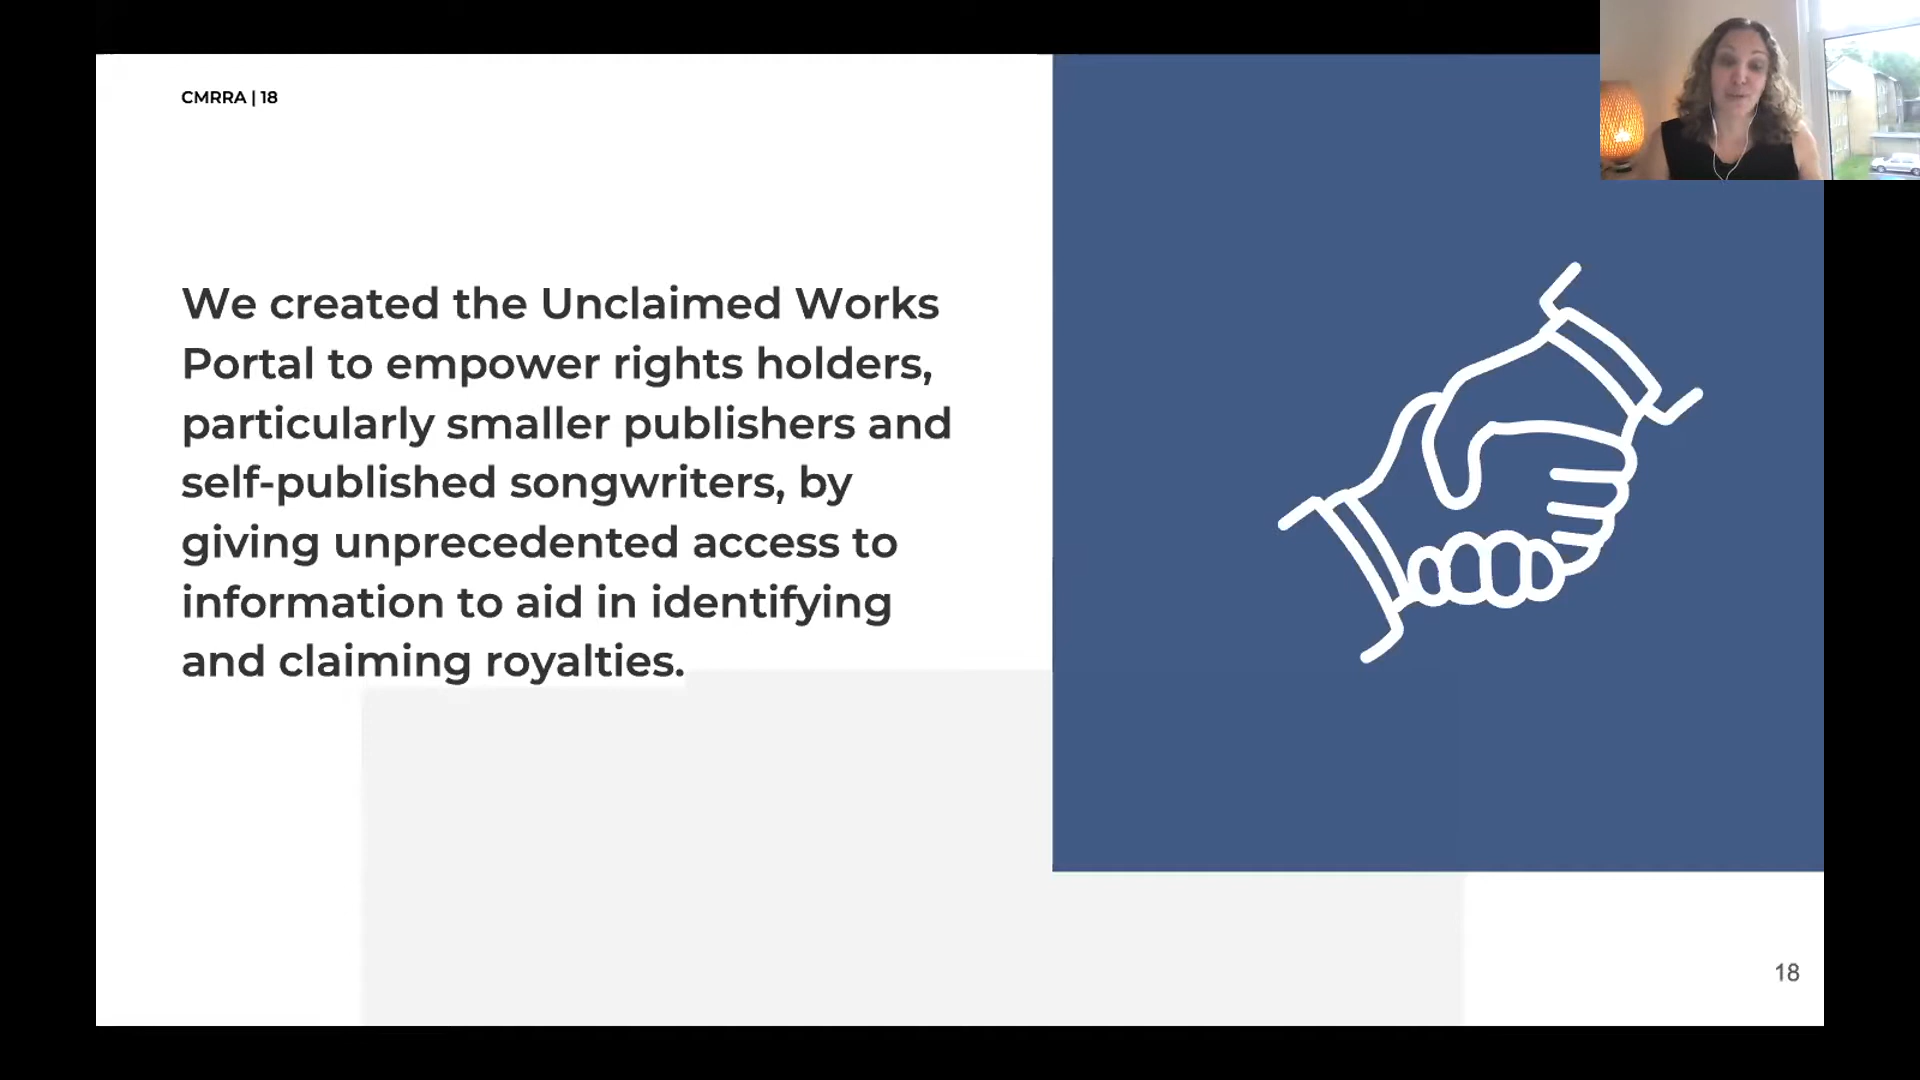 CMRRA | 18
We created the Unclaimed Works
Portal to empower rights holders,
particularly smaller publishers and
self-published songwriters, by
giving unprecedented access to
information to aid in identifying
and claiming royalties.
18